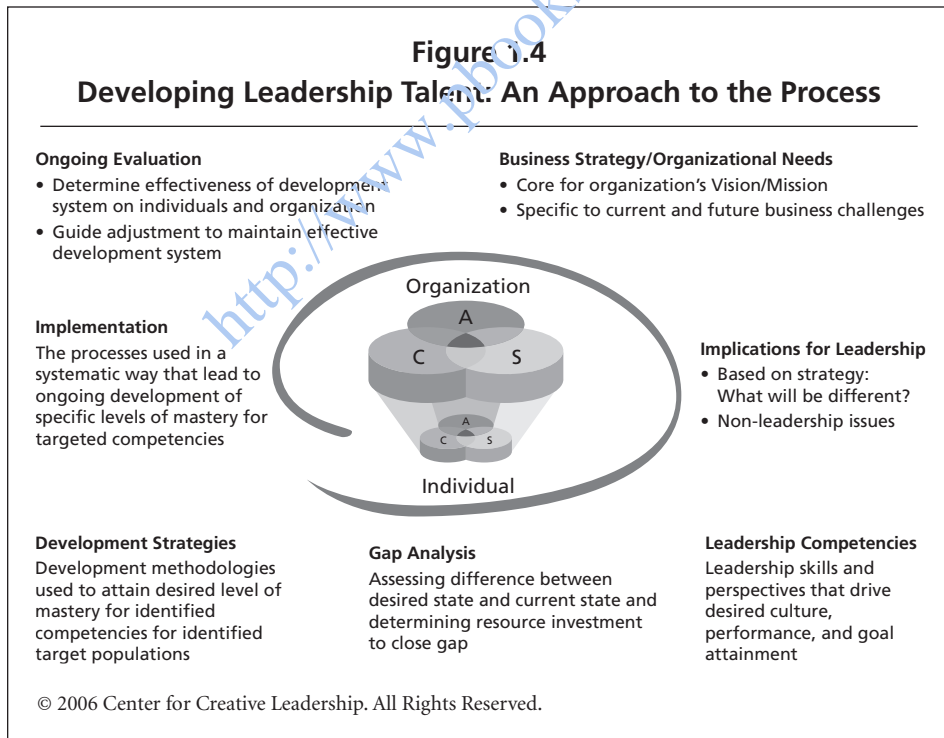 Figure 1.4
Developing Leadership Talent: An Approach to the Process
Ongoing Evaluation
• Determine effectiveness of development
system on individuals and organization
• Guide adjustment to maintain effective
development system
Business Strategy/Organizational Needs
• Core for organization's Vision/Mission
• Specific to current and future business challenges
Implementation
The processes used in a
systematic way that lead to
ongoing development of
specific levels of mastery for
targeted competencies
Organization
A
C S
A
C S
Individual
Implications for Leadership
• Based on strategy:
What will be different?
• Non-leadership issues
Development Strategies
Development methodologies
used to attain desired level of
mastery for identified
competencies for identified
target populations
Gap Analysis
Assessing difference between
desired state and current state and
determining resource investment
to close gap
Leadership Competencies
Leadership skills and
perspectives that drive
desired culture,
performance, and goal
attainment
© 2006 Center for Creative Leadership. All Rights Reserved.
http://www.pbook